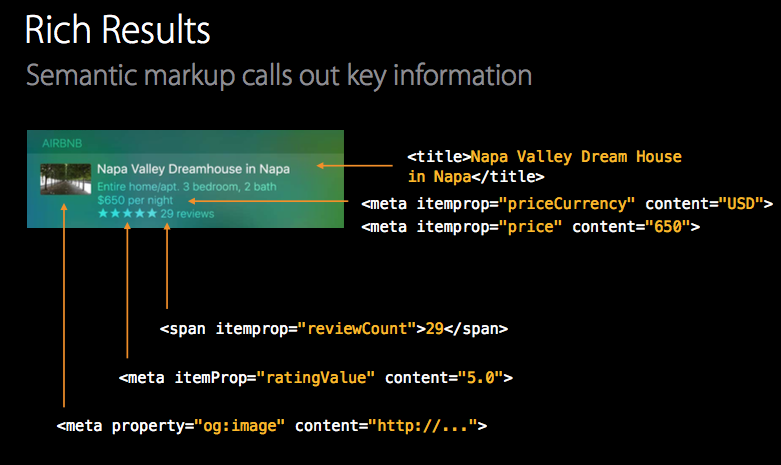 Rich Results
Semantic markup calls out key information
AIRBNB
Napa Valley Dreamhouse in Napa
Entire home/apt. 3 bedroom, 2 bath
$650 per night
★★★★★ 29 reviews
<title>Napa Valley Dream House
in Napa</title>
<meta itemprop="priceCurrency" content="USD">
<meta itemprop="price" content="650">
<span itemprop="reviewCount">29</span>
<meta itemProp="ratingValue" content="5.0">
<meta property="og:image" content="http://...">